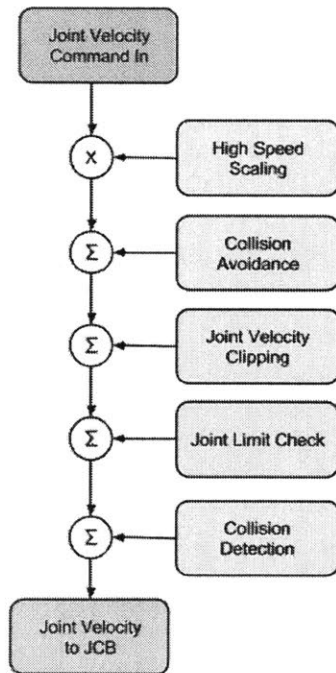 Joint Velocity
Command In
X
High Speed
Scaling
Σ
Collision
Avoidance
Σ
Joint Velocity
Clipping
Σ
Joint Limit Check
Σ
Collision
Detection
Joint Velocity
to JCB